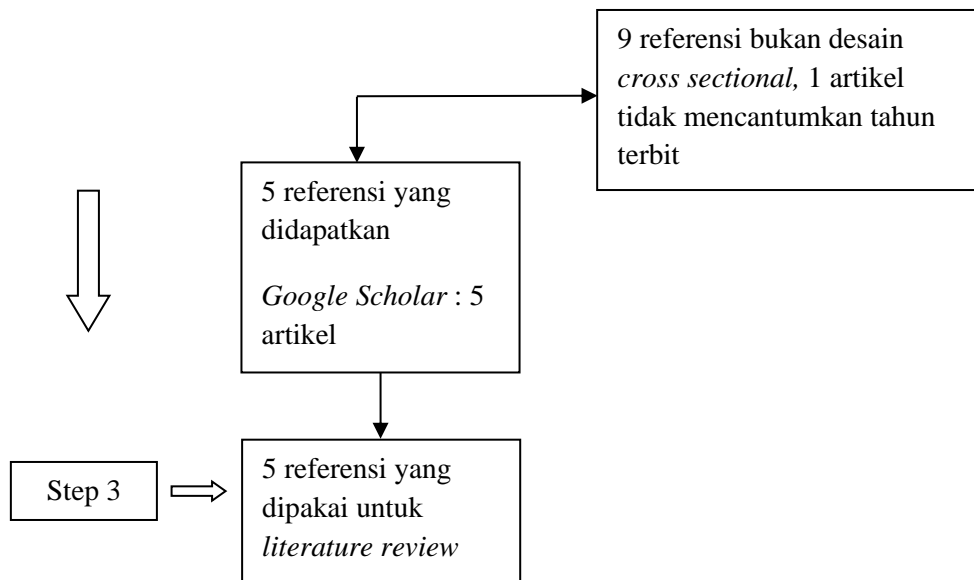 9 referensi bukan desain
cross sectional, 1 artikel
tidak mencantumkan tahun
terbit
5 referensi yang
didapatkan
Google Scholar : 5
artikel
Step 3
5 referensi yang
dipakai untuk
literature review